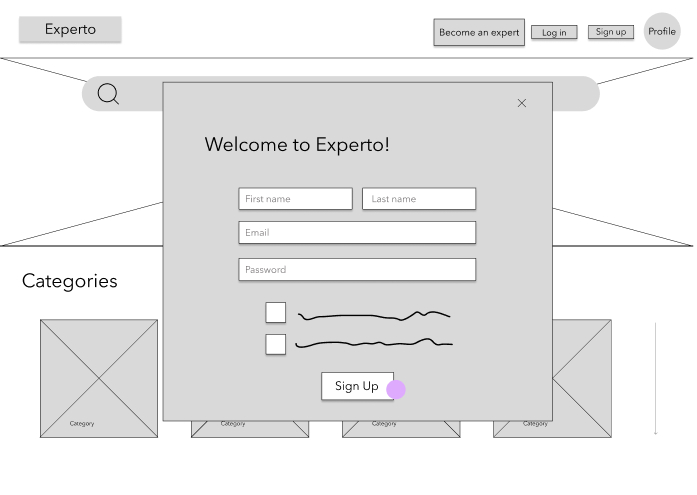 Experto
Become an expert
Log in
Sign up
Profile
Welcome to Experto!
First name
Last name
Email
Password
Sign Up
Categories
Category
Category
Category
Category